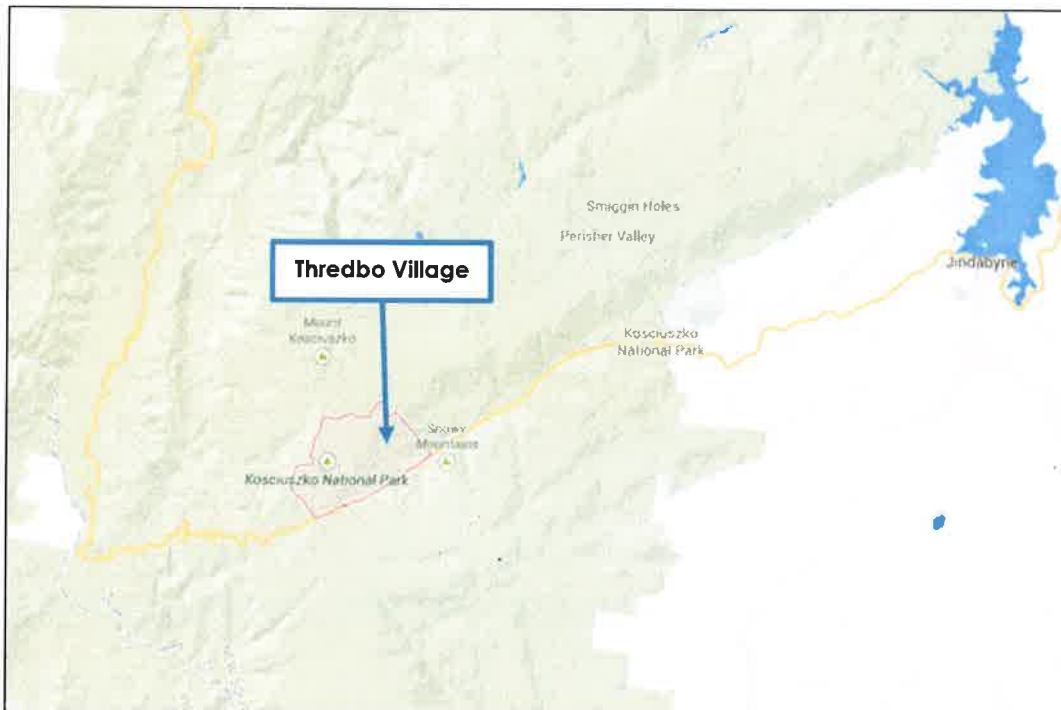 Smiggin Holes
Perisher Valley
Thredbo Village
Jindabyne
Mount
Kosciuszko
Kosciuszko
National Park
Snowy
Mountains
Kosciuszko National Park